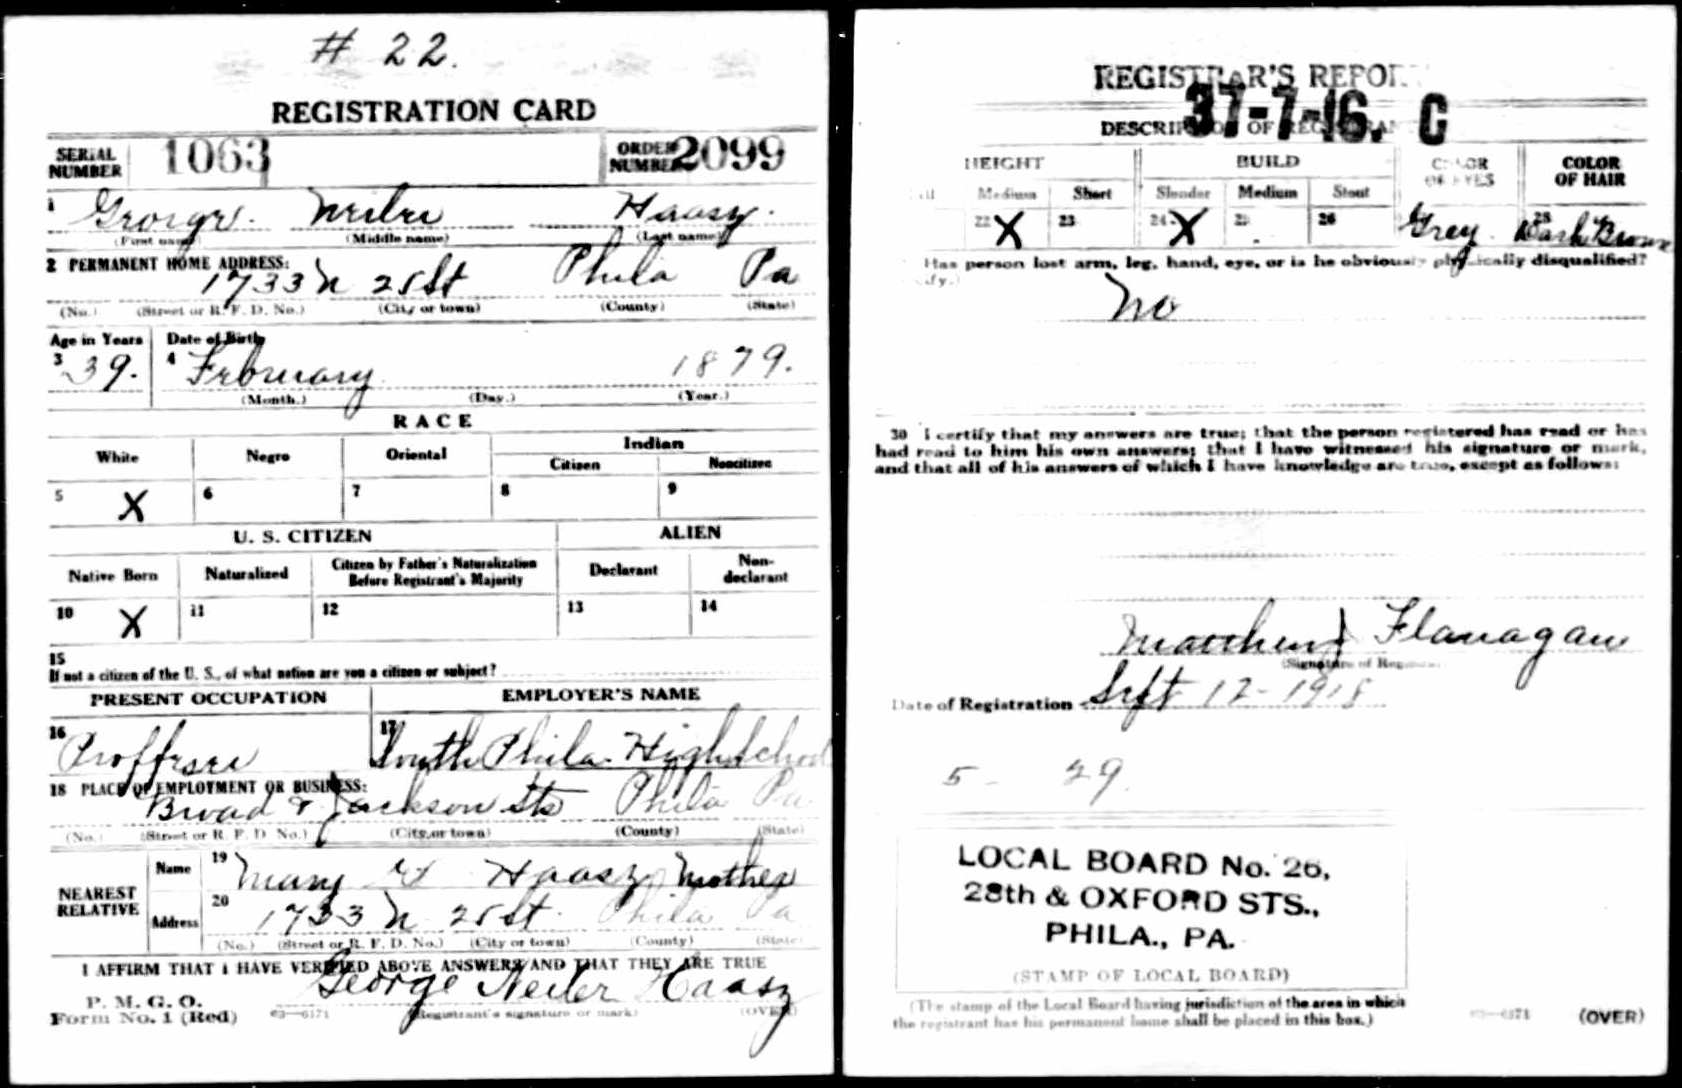 # 22.
REGISTRATION CARD
SERIAL NUMBER 1063 ORDER NUMBER 2099
1 George Neiler Haasz.
(First name) (Middle name) (Last name)
2 PERMANENT HOME ADDRESS:
1733 N 25 St Phila Pa
(No.) (Street or R. F. D. No.) (City or town) (County) (State)
Age in Years Date of Birth
3 39. 4 February 1879.
(Month.) (Day.) (Year.)
RACE
White Negro Oriental Indian
Citizen Noncitizen
5 X 6 7 8 9
U. S. CITIZEN ALIEN
Native Born Naturalized Citizen by Father's Naturalization Before Registrant's Majority Declarant Non-declarant
10 X 11 12 13 14
15
If not a citizen of the U. S., of what nation are you a citizen or subject?
PRESENT OCCUPATION EMPLOYER'S NAME
16 Proffeser 17 South Phila. High School
18 PLACE OF EMPLOYMENT OR BUSINESS:
Broad & Jackson Sts Phila Pa
(No.) (Street or R. F. D. No.) (City or town) (County) (State)
NEAREST RELATIVE Name 19 Mary Haasz Mother
Address 20 1733 N. 25 St. Phila Pa
(No.) (Street or R. F. D. No.) (City or town) (County) (State)
I AFFIRM THAT I HAVE VERIFIED ABOVE ANSWERS AND THAT THEY ARE TRUE
P. M. G. O.
Form No. 1 (Red) 03—6171 George Neiler Haasz
(Registrant's signature or mark) (OVER)
REGISTRAR'S REPORT
37-7-16. C
DESCRIPTION OF REGISTRANT
HEIGHT BUILD COLOR OF EYES COLOR OF HAIR
Medium Short Slender Medium Stout
22 X 23 24 X 25 26 Grey 28 Dark Brown
Has person lost arm, leg, hand, eye, or is he obviously physically disqualified?
No
30 I certify that my answers are true; that the person registered has read or has
had read to him his own answers; that I have witnessed his signature or mark,
and that all of his answers of which I have knowledge are true, except as follows:
Matthew J Flanagan
(Signature of Registrar)
Date of Registration Sept 12-1918
5 - 29.
LOCAL BOARD No. 26,
28th & OXFORD STS.,
PHILA., PA.
(STAMP OF LOCAL BOARD)
(The stamp of the Local Board having jurisdiction of the area in which
the registrant has his permanent home shall be placed in this box.)
03—6171 (OVER)